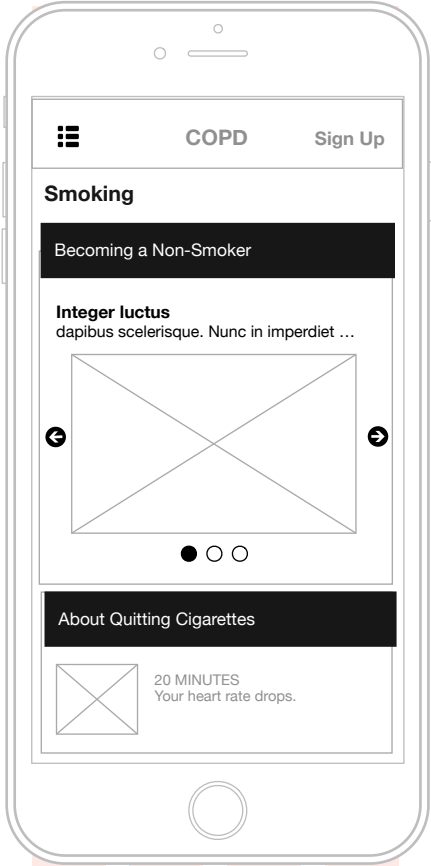 COPD
Sign Up
Smoking
Becoming a Non-Smoker
Integer luctus
dapibus scelerisque. Nunc in imperdiet …
About Quitting Cigarettes
20 MINUTES
Your heart rate drops.